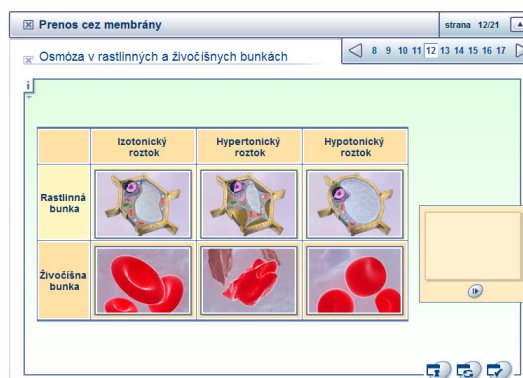 Prenos cez membrány
strana 12/21
Osmóza v rastlinných a živočíšnych bunkách
8 9 10 11 12 13 14 15 16 17
i
Izotonický
roztok
Hypertonický
roztok
Hypotonický
roztok
Rastlinná
bunka
Živočíšna
bunka